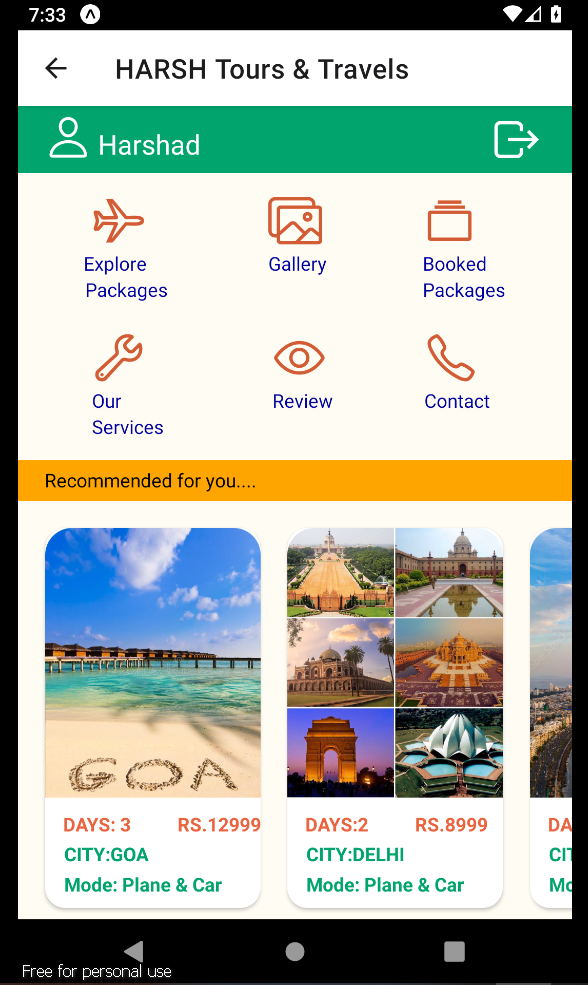 7:33
HARSH Tours & Travels
Harshad
Explore
Packages
Gallery
Booked
Packages
Our
Services
Review
Contact
Recommended for you....
GOA
DAYS: 3 RS.12999
CITY:GOA
Mode: Plane & Car
DAYS:2 RS.8999
CITY:DELHI
Mode: Plane & Car
DA
CIT
Mo
Free for personal use